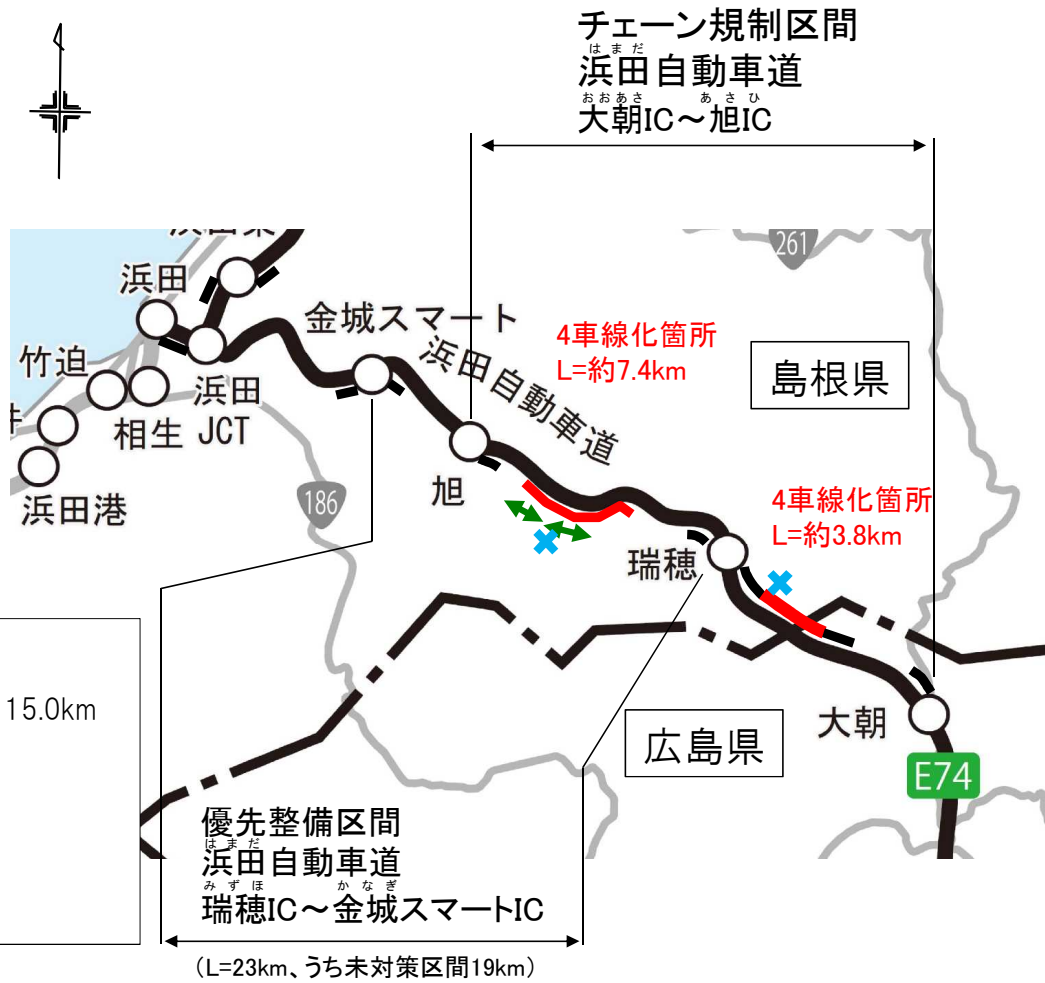 チェーン規制区間
はまだ
浜田自動車道
おおあさ あさひ
大朝IC～旭IC
261
浜田
金城スマート
浜田自動車道
4車線化箇所
L=約7.4km
島根県
竹迫
浜田
JCT
相生
旭
浜田港
186
4車線化箇所
L=約3.8km
瑞穂
15.0km
大朝
広島県
E74
優先整備区間
はまだ
浜田自動車道
みずほ かなぎ
瑞穂IC～金城スマートIC
（L=23km、うち未対策区間19km）